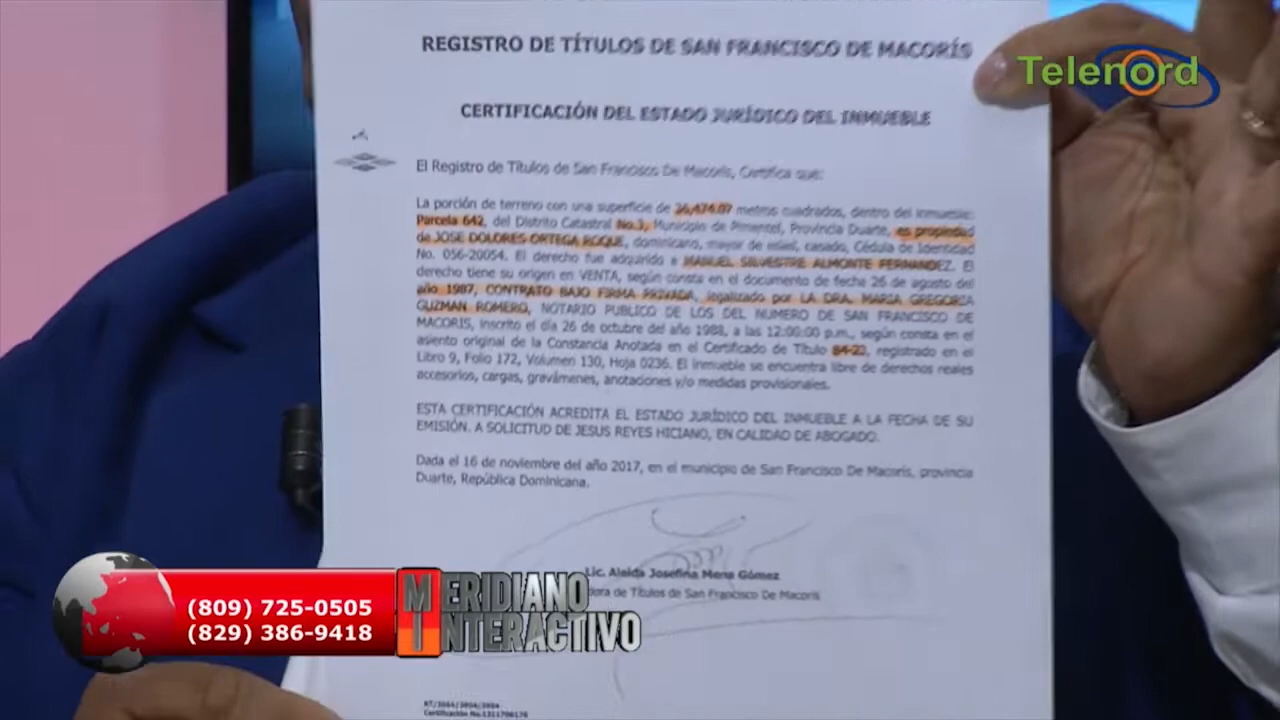 REGISTRO DE TÍTULOS DE SAN FRANCISCO DE MACORÍS
Telenord
CERTIFICACIÓN DEL ESTADO JURÍDICO DEL INMUEBLE
El Registro de Títulos de San Francisco De Macorís, Certifica que:
La porción de terreno con una superficie de 36,474.07 metros cuadrados, dentro del inmueble:
Parcela 642, del Distrito Catastral No.3, Municipio de Pimentel, Provincia Duarte, es propiedad
de JOSE DOLORES ORTEGA ROQUE, dominicano, mayor de edad, casado, Cédula de Identidad
No. 056-20054. El derecho fue adquirido a MANUEL SILVESTRE ALMONTE FERNANDEZ. El
derecho tiene su origen en VENTA, según consta en el documento de fecha 26 de agosto del
año 1987, CONTRATO BAJO FIRMA PRIVADA, legalizado por LA DRA. MARIA GREGORIA
GUZMAN ROMERO, NOTARIO PUBLICO DE LOS DEL NUMERO DE SAN FRANCISCO DE
MACORIS, inscrito el día 26 de octubre del año 1988, a las 12:00:00 p.m., según consta en el
asiento original de la Constancia Anotada en el Certificado de Título 84-23, registrado en el
Libro 9, Folio 172, Volumen 130, Hoja 0236. El inmueble se encuentra libre de derechos reales
accesorios, cargas, gravámenes, anotaciones y/o medidas provisionales.
ESTA CERTIFICACIÓN ACREDITA EL ESTADO JURÍDICO DEL INMUEBLE A LA FECHA DE SU
EMISIÓN. A SOLICITUD DE JESUS REYES HICIANO, EN CALIDAD DE ABOGADO.
Dada el 16 de noviembre del año 2017, en el municipio de San Francisco De Macorís, provincia
Duarte, República Dominicana.
Lic. Aleida Josefina Mena Gómez
dora de Títulos de San Francisco De Macorís
(809) 725-0505
(829) 386-9418
MERIDIANO
INTERACTIVO
Certificación No.